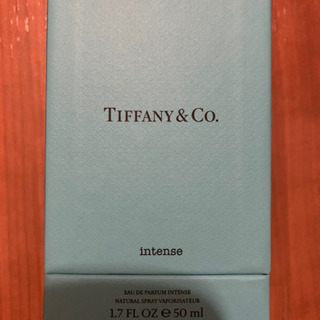 TIFFANY & CO.
intense
EAU DE PARFUM INTENSE
NATURAL SPRAY VAPORISATEUR
1.7 FL OZ ℮ 50 ml